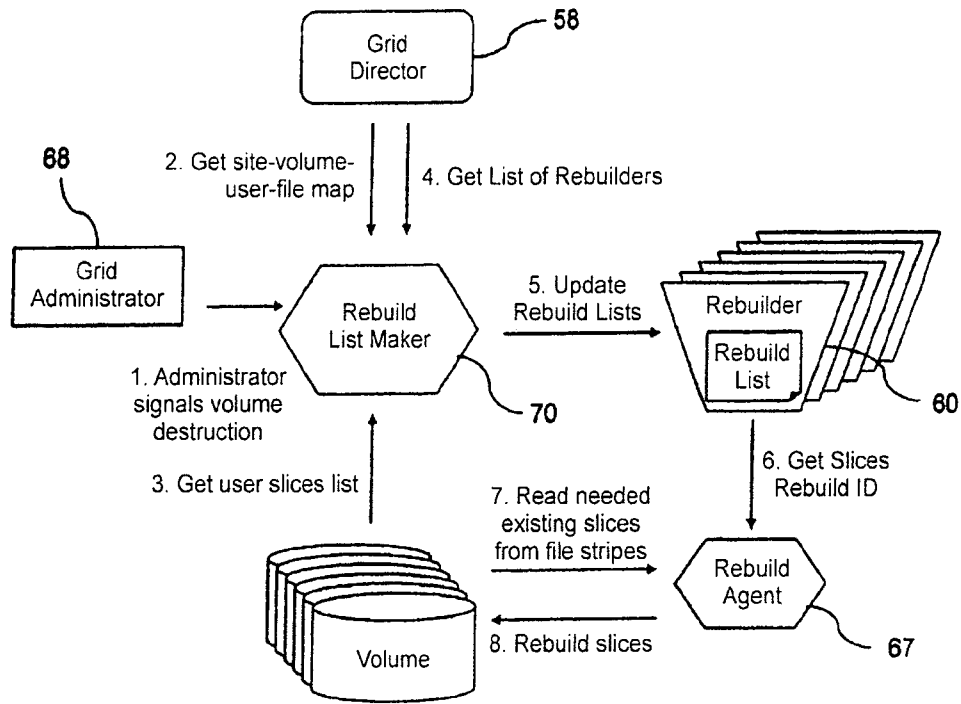 Grid
Director
58
2. Get site-volume-
user-file map
4. Get List of Rebuilders
68
Grid
Administrator
Rebuild
List Maker
70
5. Update
Rebuild Lists
Rebuilder
Rebuild
List
60
1. Administrator
signals volume
destruction
3. Get user slices list
6. Get Slices
Rebuild ID
7. Read needed
existing slices
from file stripes
Rebuild
Agent
67
8. Rebuild slices
Volume